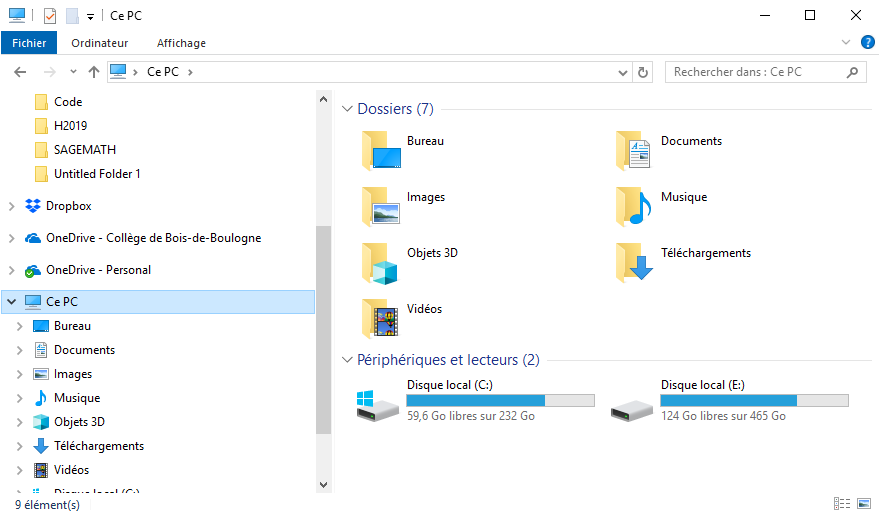 Ce PC
Fichier
Ordinateur
Affichage
Ce PC
Rechercher dans : Ce PC
Code
H2019
SAGEMATH
Untitled Folder 1
Dropbox
OneDrive - Collège de Bois-de-Boulogne
OneDrive - Personal
Ce PC
Bureau
Documents
Images
Musique
Objets 3D
Téléchargements
Vidéos
Disque local (C:)
Dossiers (7)
Bureau
Documents
Images
Musique
Objets 3D
Téléchargements
Vidéos
Périphériques et lecteurs (2)
Disque local (C:)
59,6 Go libres sur 232 Go
Disque local (E:)
124 Go libres sur 465 Go
9 élément(s)